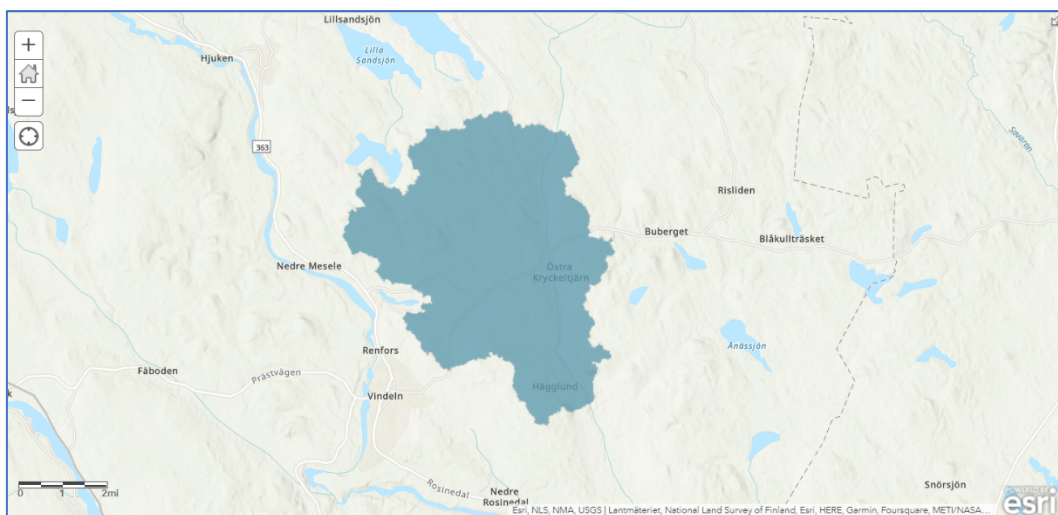 Lillsandsjön
+
Hjuken
Lilla
Sandsjön
−
363
Saveran
Risliden
Buberget
Blåkullträsket
Nedre Mesele
Östra
Kryckeltjärn
Renfors
Ånässjön
Fäboden
Prästvägen
Hägglund
Vindeln
k
Rosinedal
Nedre
Rosinedal
Snörsjön
0 1 2mi
POWERED BY
esri
Esri, NLS, NMA, USGS | Lantmäteriet, National Land Survey of Finland, Esri, HERE, Garmin, Foursquare, METI/NASA...